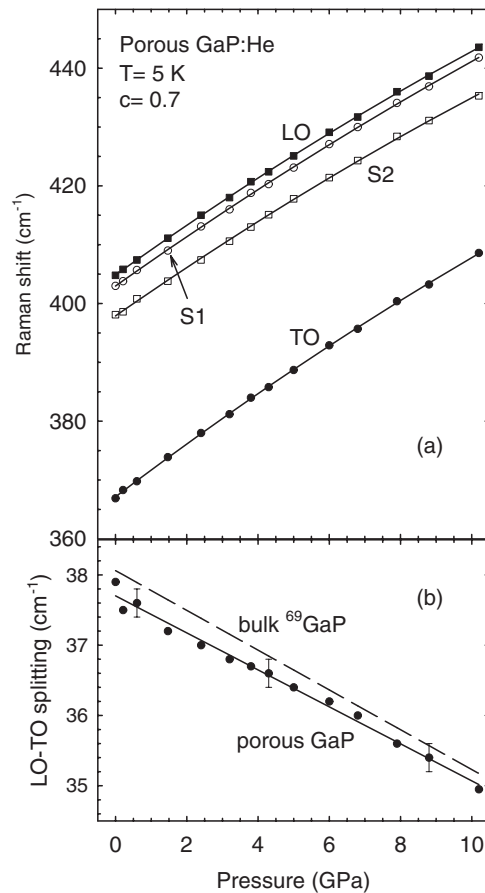 Porous GaP:He
T= 5 K
c= 0.7
LO
S2
S1
TO
(a)
Raman shift (cm⁻¹)
440
420
400
380
360
(b)
bulk ⁶⁹GaP
porous GaP
LO-TO splitting (cm⁻¹)
38
37
36
35
0 2 4 6 8 10
Pressure (GPa)